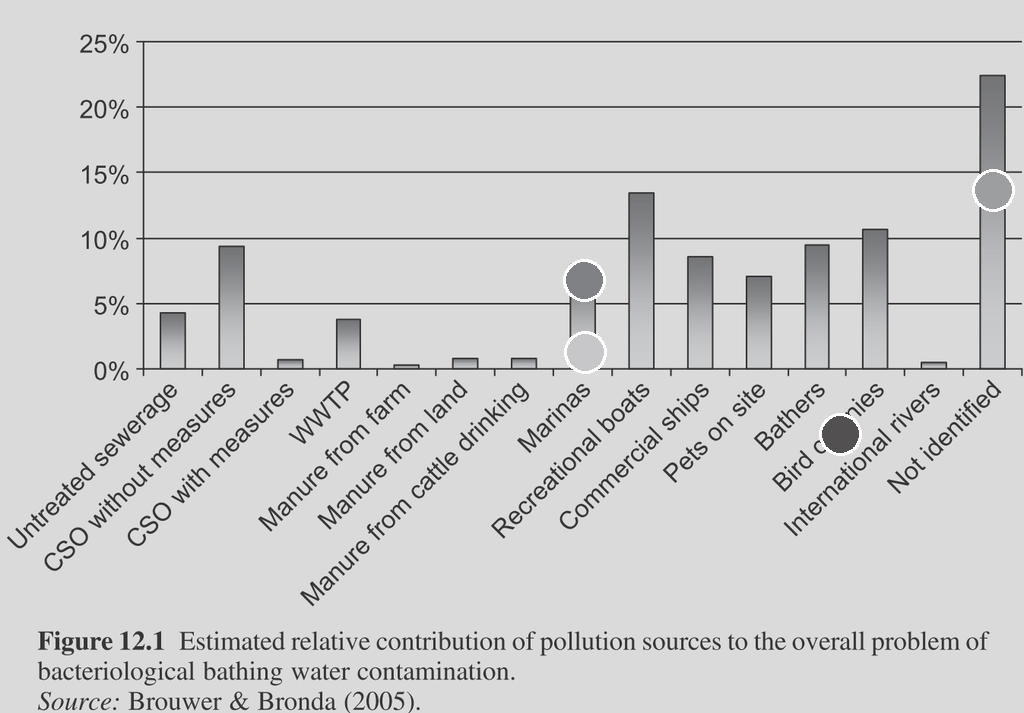 25%
20%
15%
10%
5%
0%
Untreated sewerage
CSO without measures
CSO with measures
WWTP
Manure from farm
Manure from land
Manure from cattle drinking
Marinas
Recreational boats
Commercial ships
Pets on site
Bathers
Bird
International rivers
Not identified
Figure 12.1 Estimated relative contribution of pollution sources to the overall problem of
bacteriological bathing water contamination.
Source: Brouwer & Bronda (2005).